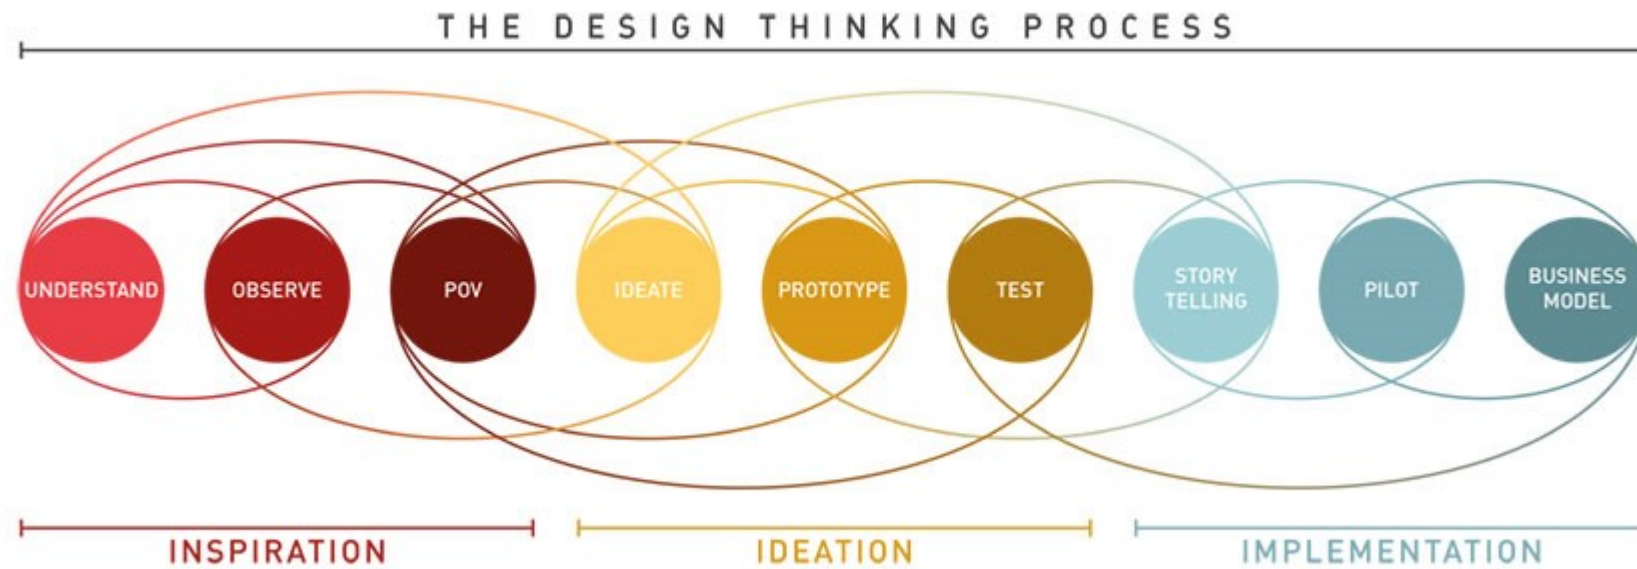 THE DESIGN THINKING PROCESS
UNDERSTAND
OBSERVE
POV
IDEATE
PROTOTYPE
TEST
STORY
TELLING
PILOT
BUSINESS
MODEL
INSPIRATION
IDEATION
IMPLEMENTATION